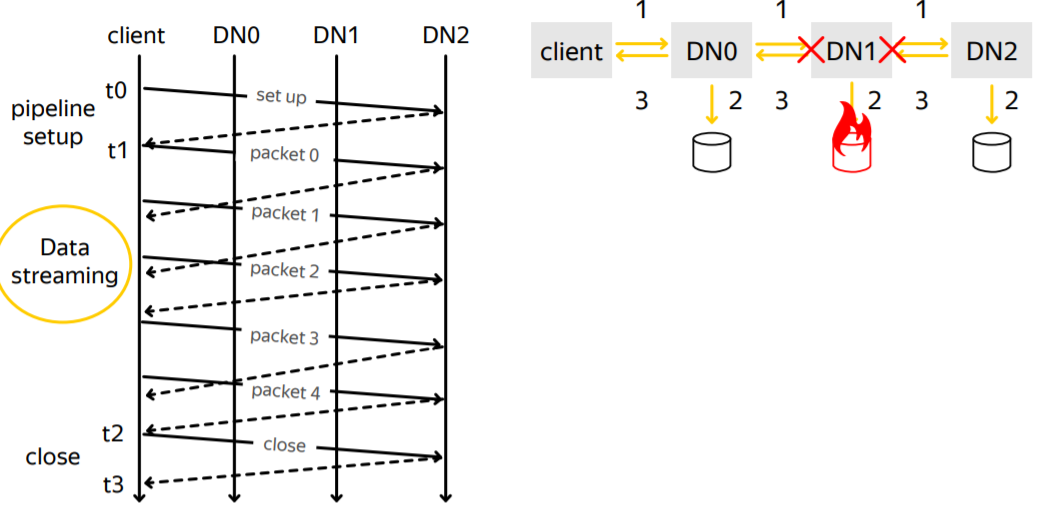 client DN0 DN1 DN2
t0
pipeline
setup
t1
set up
packet 0
packet 1
Data
streaming
packet 2
packet 3
packet 4
t2
close
close
t3
1 1 1
client DN0 DN1 DN2
3 2 3 2 3 2